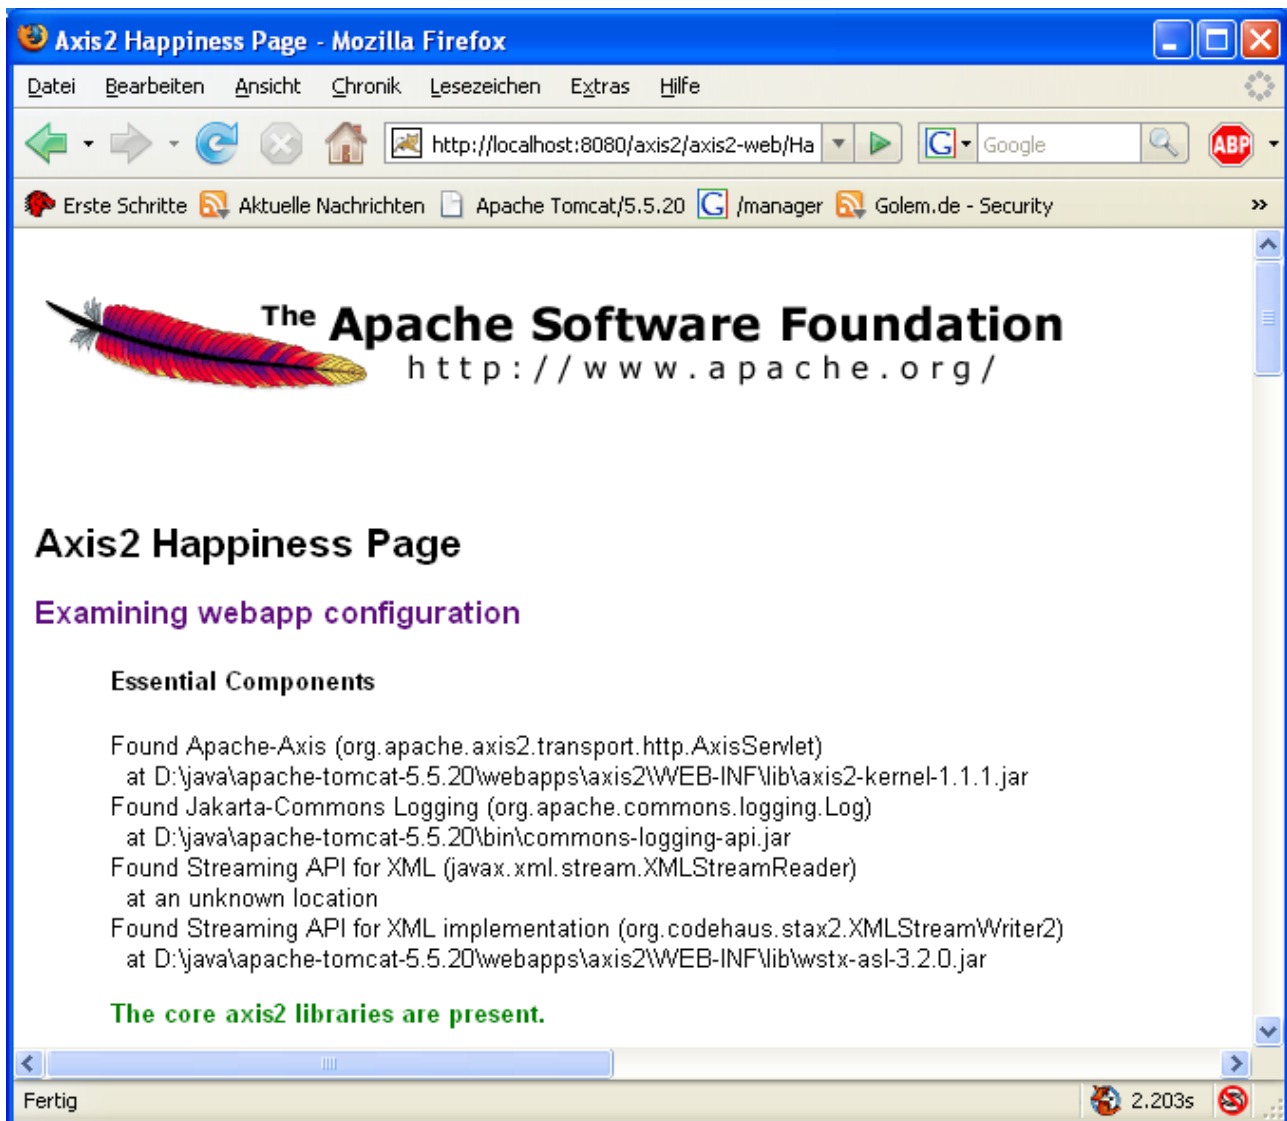 Axis2 Happiness Page - Mozilla Firefox
Datei Bearbeiten Ansicht Chronik Lesezeichen Extras Hilfe
http://localhost:8080/axis2/axis2-web/Ha G Google ABP
Erste Schritte Aktuelle Nachrichten Apache Tomcat/5.5.20 G /manager Golem.de - Security »
The Apache Software Foundation
http://www.apache.org/
Axis2 Happiness Page
Examining webapp configuration
Essential Components
Found Apache-Axis (org.apache.axis2.transport.http.AxisServlet)
at D:\java\apache-tomcat-5.5.20\webapps\axis2\WEB-INF\lib\axis2-kernel-1.1.1.jar
Found Jakarta-Commons Logging (org.apache.commons.logging.Log)
at D:\java\apache-tomcat-5.5.20\bin\commons-logging-api.jar
Found Streaming API for XML (javax.xml.stream.XMLStreamReader)
at an unknown location
Found Streaming API for XML implementation (org.codehaus.stax2.XMLStreamWriter2)
at D:\java\apache-tomcat-5.5.20\webapps\axis2\WEB-INF\lib\wstx-asl-3.2.0.jar
The core axis2 libraries are present.
Fertig 2.203s